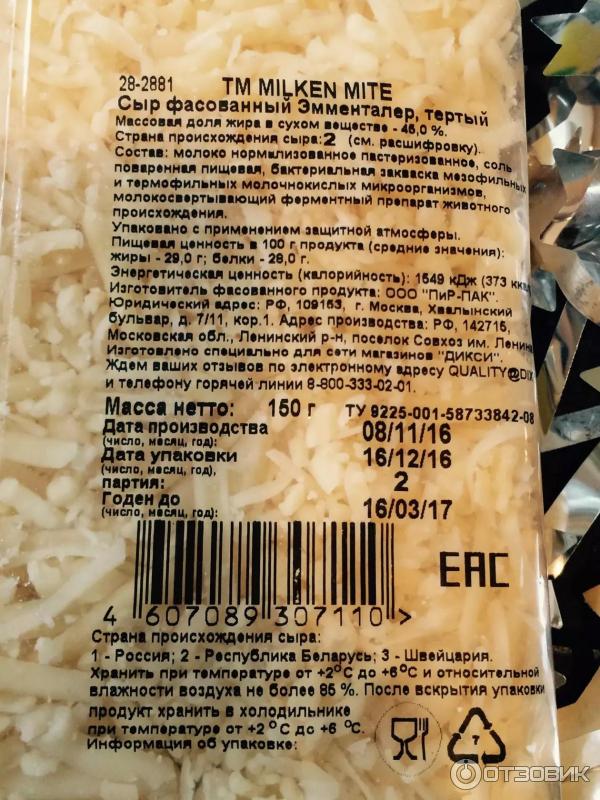 28-2881 TM MILKEN MITE
Сыр фасованный Эмменталер, тертый
Массовая доля жира в сухом веществе - 45,0 %.
Страна происхождения сыра:2 (см. расшифровку).
Состав: молоко нормализованное пастеризованное, соль
поваренная пищевая, бактериальная закваска мезофильных
и термофильных молочнокислых микроорганизмов,
молокосвертывающий ферментный препарат животного
происхождения.
Упаковано с применением защитной атмосферы.
Пищевая ценность в 100 г продукта (средние значения):
жиры - 29,0 г; белки - 28,0 г.
Энергетическая ценность (калорийность): 1549 кДж (373
Изготовитель фасованного продукта: ООО "ПиР-ПАК".
Юридический адрес: РФ, 109153, г. Москва, Хвалынский
бульвар, д. 7/11, кор.1. Адрес производства: РФ, 142715,
Московская обл., Ленинский р-н, поселок Совхоз им. Ленина
Изготовлено специально для сети магазинов "ДИКСИ".
Ждем ваших отзывов по электронному адресу QUALITY@DIX
и телефону горячей линии 8-800-333-02-01.
Масса нетто: 150 г ТУ 9225-001-58733842-08
Дата производства 08/11/16
(число, месяц, год):
Дата упаковки 16/12/16
(число, месяц, год),
партия: 2
Годен до 16/03/17
(число, месяц, год):
EAC
4 607089 307110 >
Страна происхождения сыра:
1 - Россия; 2 - Республика Беларусь; 3 - Швейцария.
Хранить при температуре от +2°С до +6°С и относительной
влажности воздуха не более 85 %. После вскрытия упаковки
продукт хранить в холодильнике
при температуре от +2 °С до +6 °С.
Информация об упаковке:
7
ОТЗОВИК